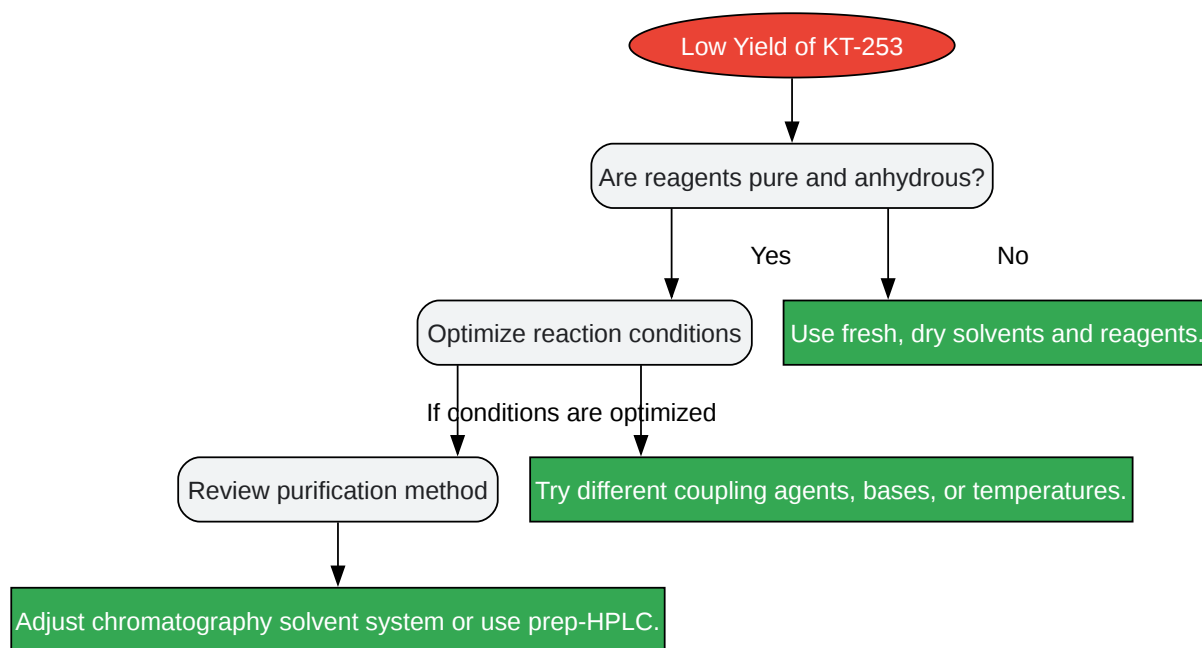 Low Yield of KT-253
Are reagents pure and anhydrous?
Yes
No
Optimize reaction conditions
Use fresh, dry solvents and reagents.
If conditions are optimized
Review purification method
Try different coupling agents, bases, or temperatures.
Adjust chromatography solvent system or use prep-HPLC.